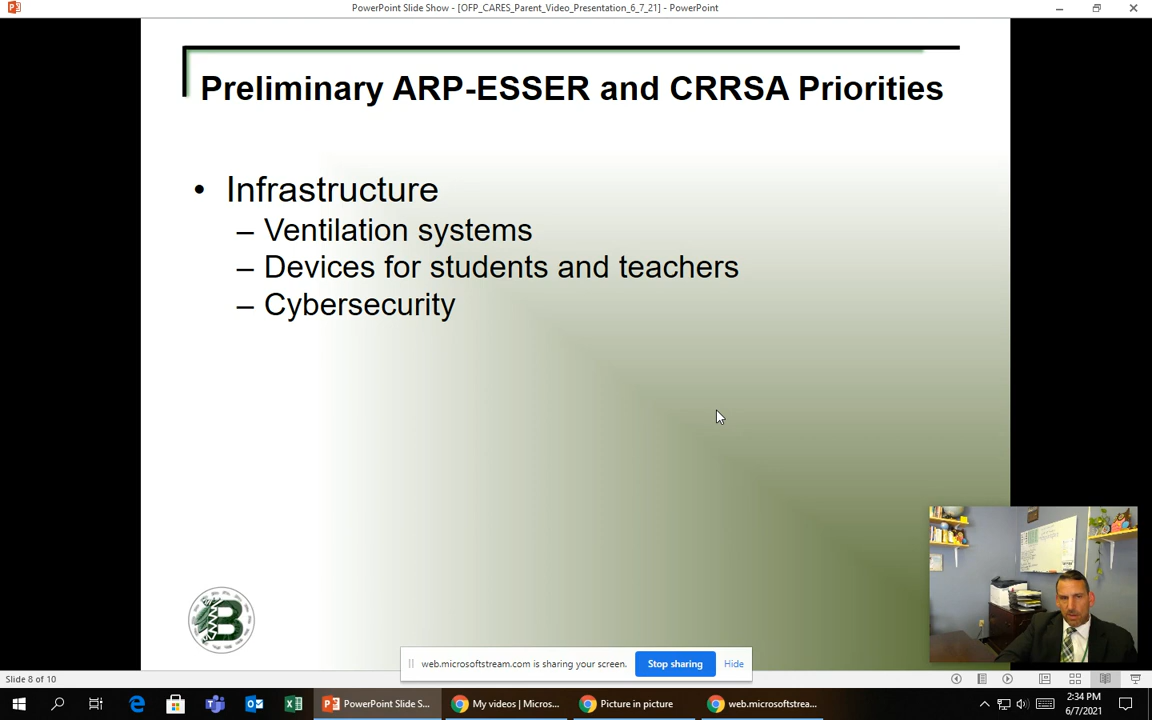 PowerPoint Slide Show - [OFP_CARES_Parent_Video_Presentation_6_7_21] - PowerPoint
Preliminary ARP-ESSER and CRRSA Priorities
• Infrastructure
– Ventilation systems
– Devices for students and teachers
– Cybersecurity
B
web.microsoftstream.com is sharing your screen.
Stop sharing
Hide
Slide 8 of 10
PowerPoint Slide S...
My videos | Micros...
Picture in picture
web.microsoftstrea...
2:34 PM
6/7/2021